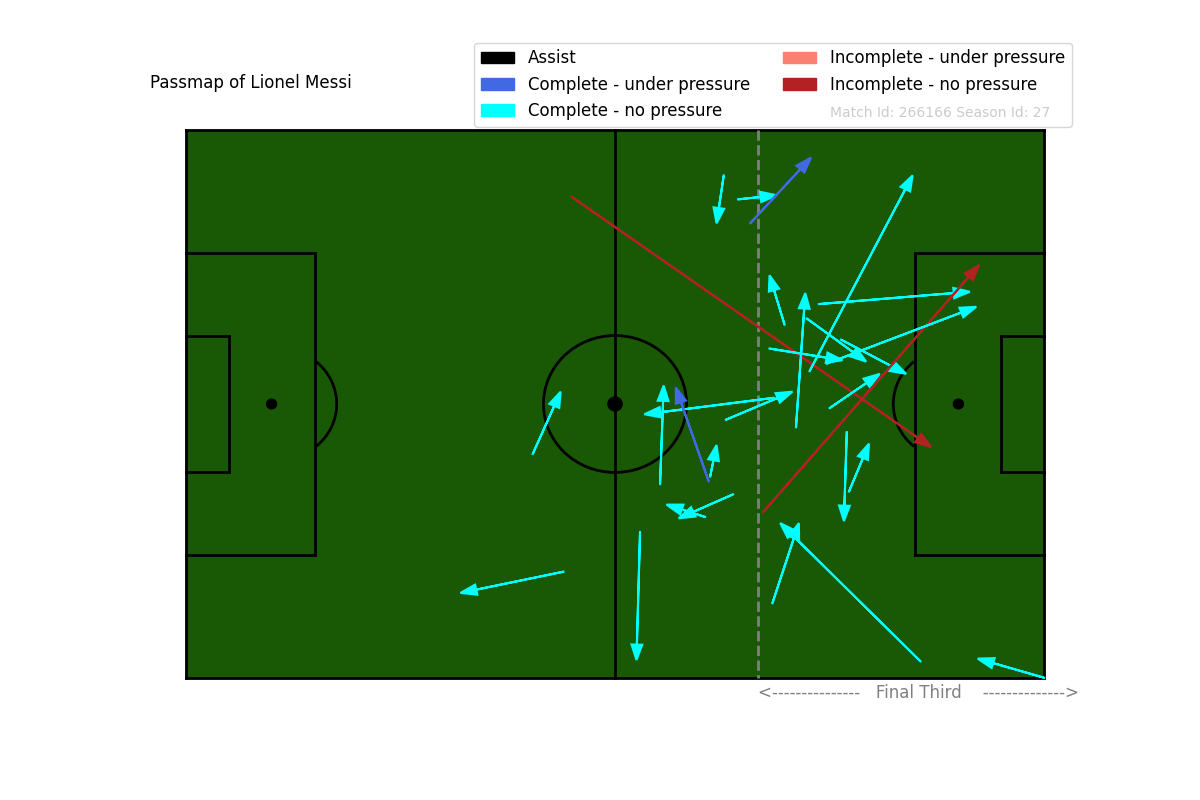 Passmap of Lionel Messi
Assist
Complete - under pressure
Complete - no pressure
Incomplete - under pressure
Incomplete - no pressure
Match Id: 266166 Season Id: 27
<--------------- Final Third -------------->